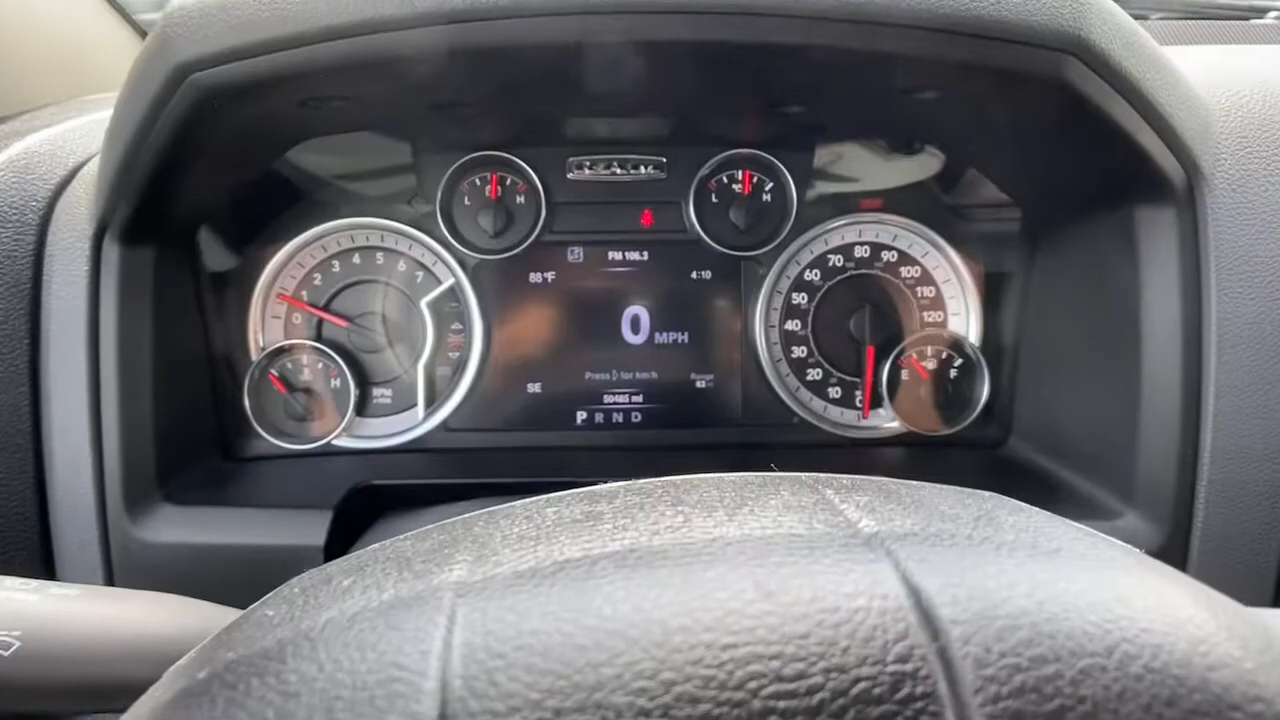 RAM
L H
L H
FM 106.3
88°F
4:10
0 1 2 3 4 5 6 7
RPM
H
0 MPH
Press ▷ for km/h
SE
Range
50485 mi
P R N D
0 10 20 30 40 50 60 70 80 90 100 110 120
E F